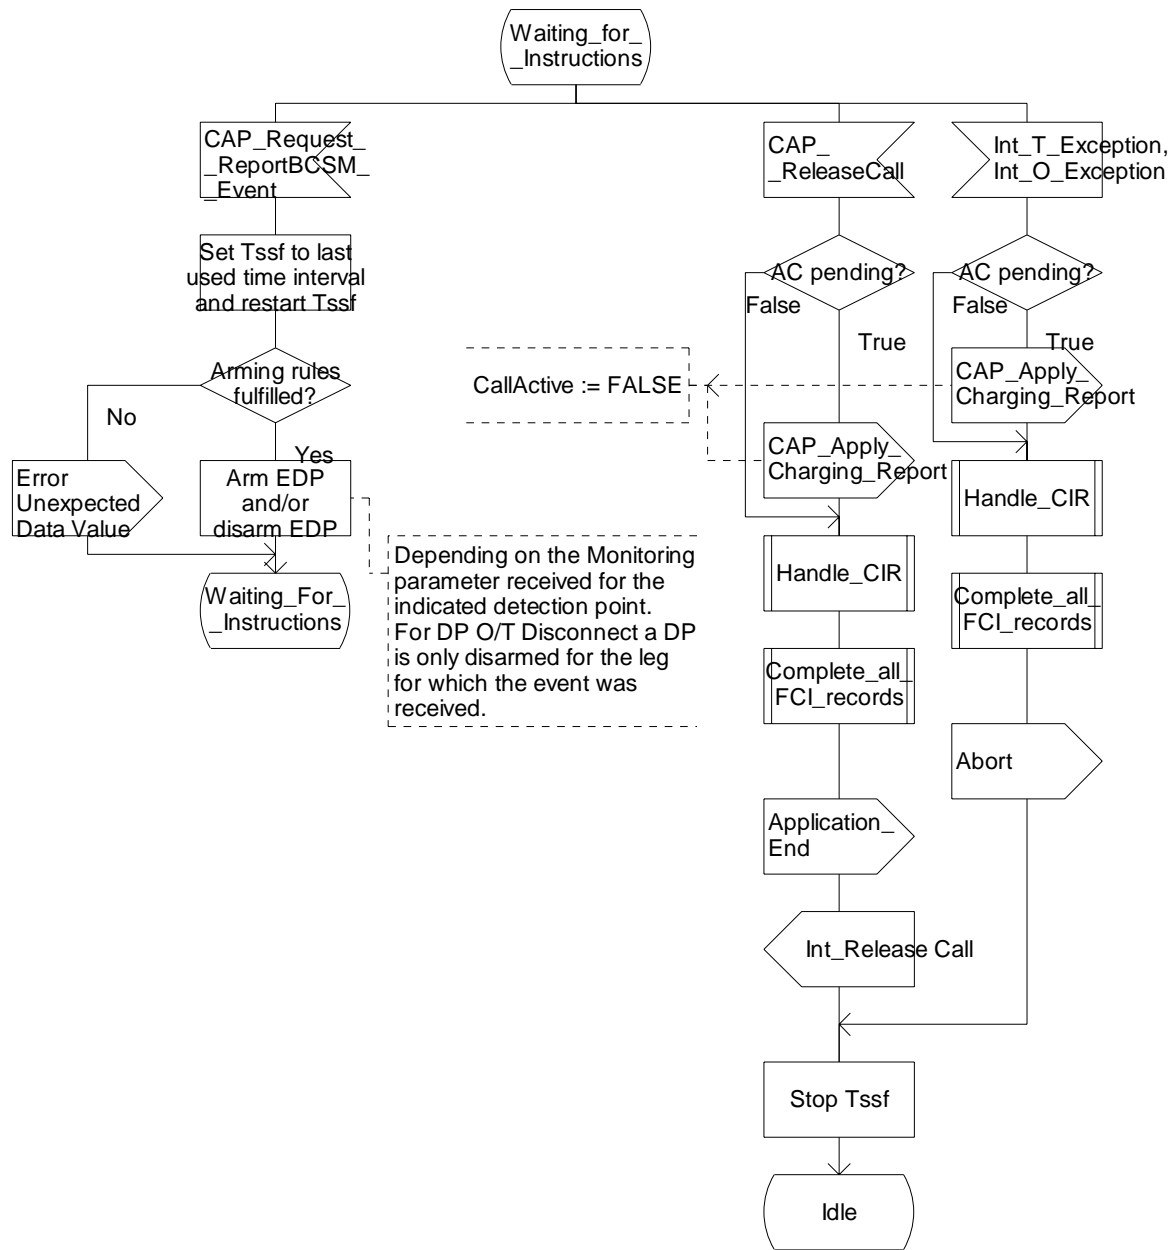 Waiting_for_
_Instructions
CAP_Request_
_ReportBCSM_
_Event
CAP_
_ReleaseCall
Int_T_Exception,
Int_O_Exception
Set Tssf to last
used time interval
and restart Tssf
AC pending?
AC pending?
False
False
True
True
Arming rules
fulfilled?
CallActive := FALSE
CAP_Apply_
Charging_Report
No
Yes
CAP_Apply_
Charging_Report
Error
Unexpected
Data Value
Arm EDP
and/or
disarm EDP
Handle_CIR
Depending on the Monitoring
parameter received for the
indicated detection point.
For DP O/T Disconnect a DP
is only disarmed for the leg
for which the event was
received.
Handle_CIR
Waiting_For_
_Instructions
Complete_all_
FCI_records
Complete_all_
FCI_records
Abort
Application_
End
Int_Release Call
Stop Tssf
Idle